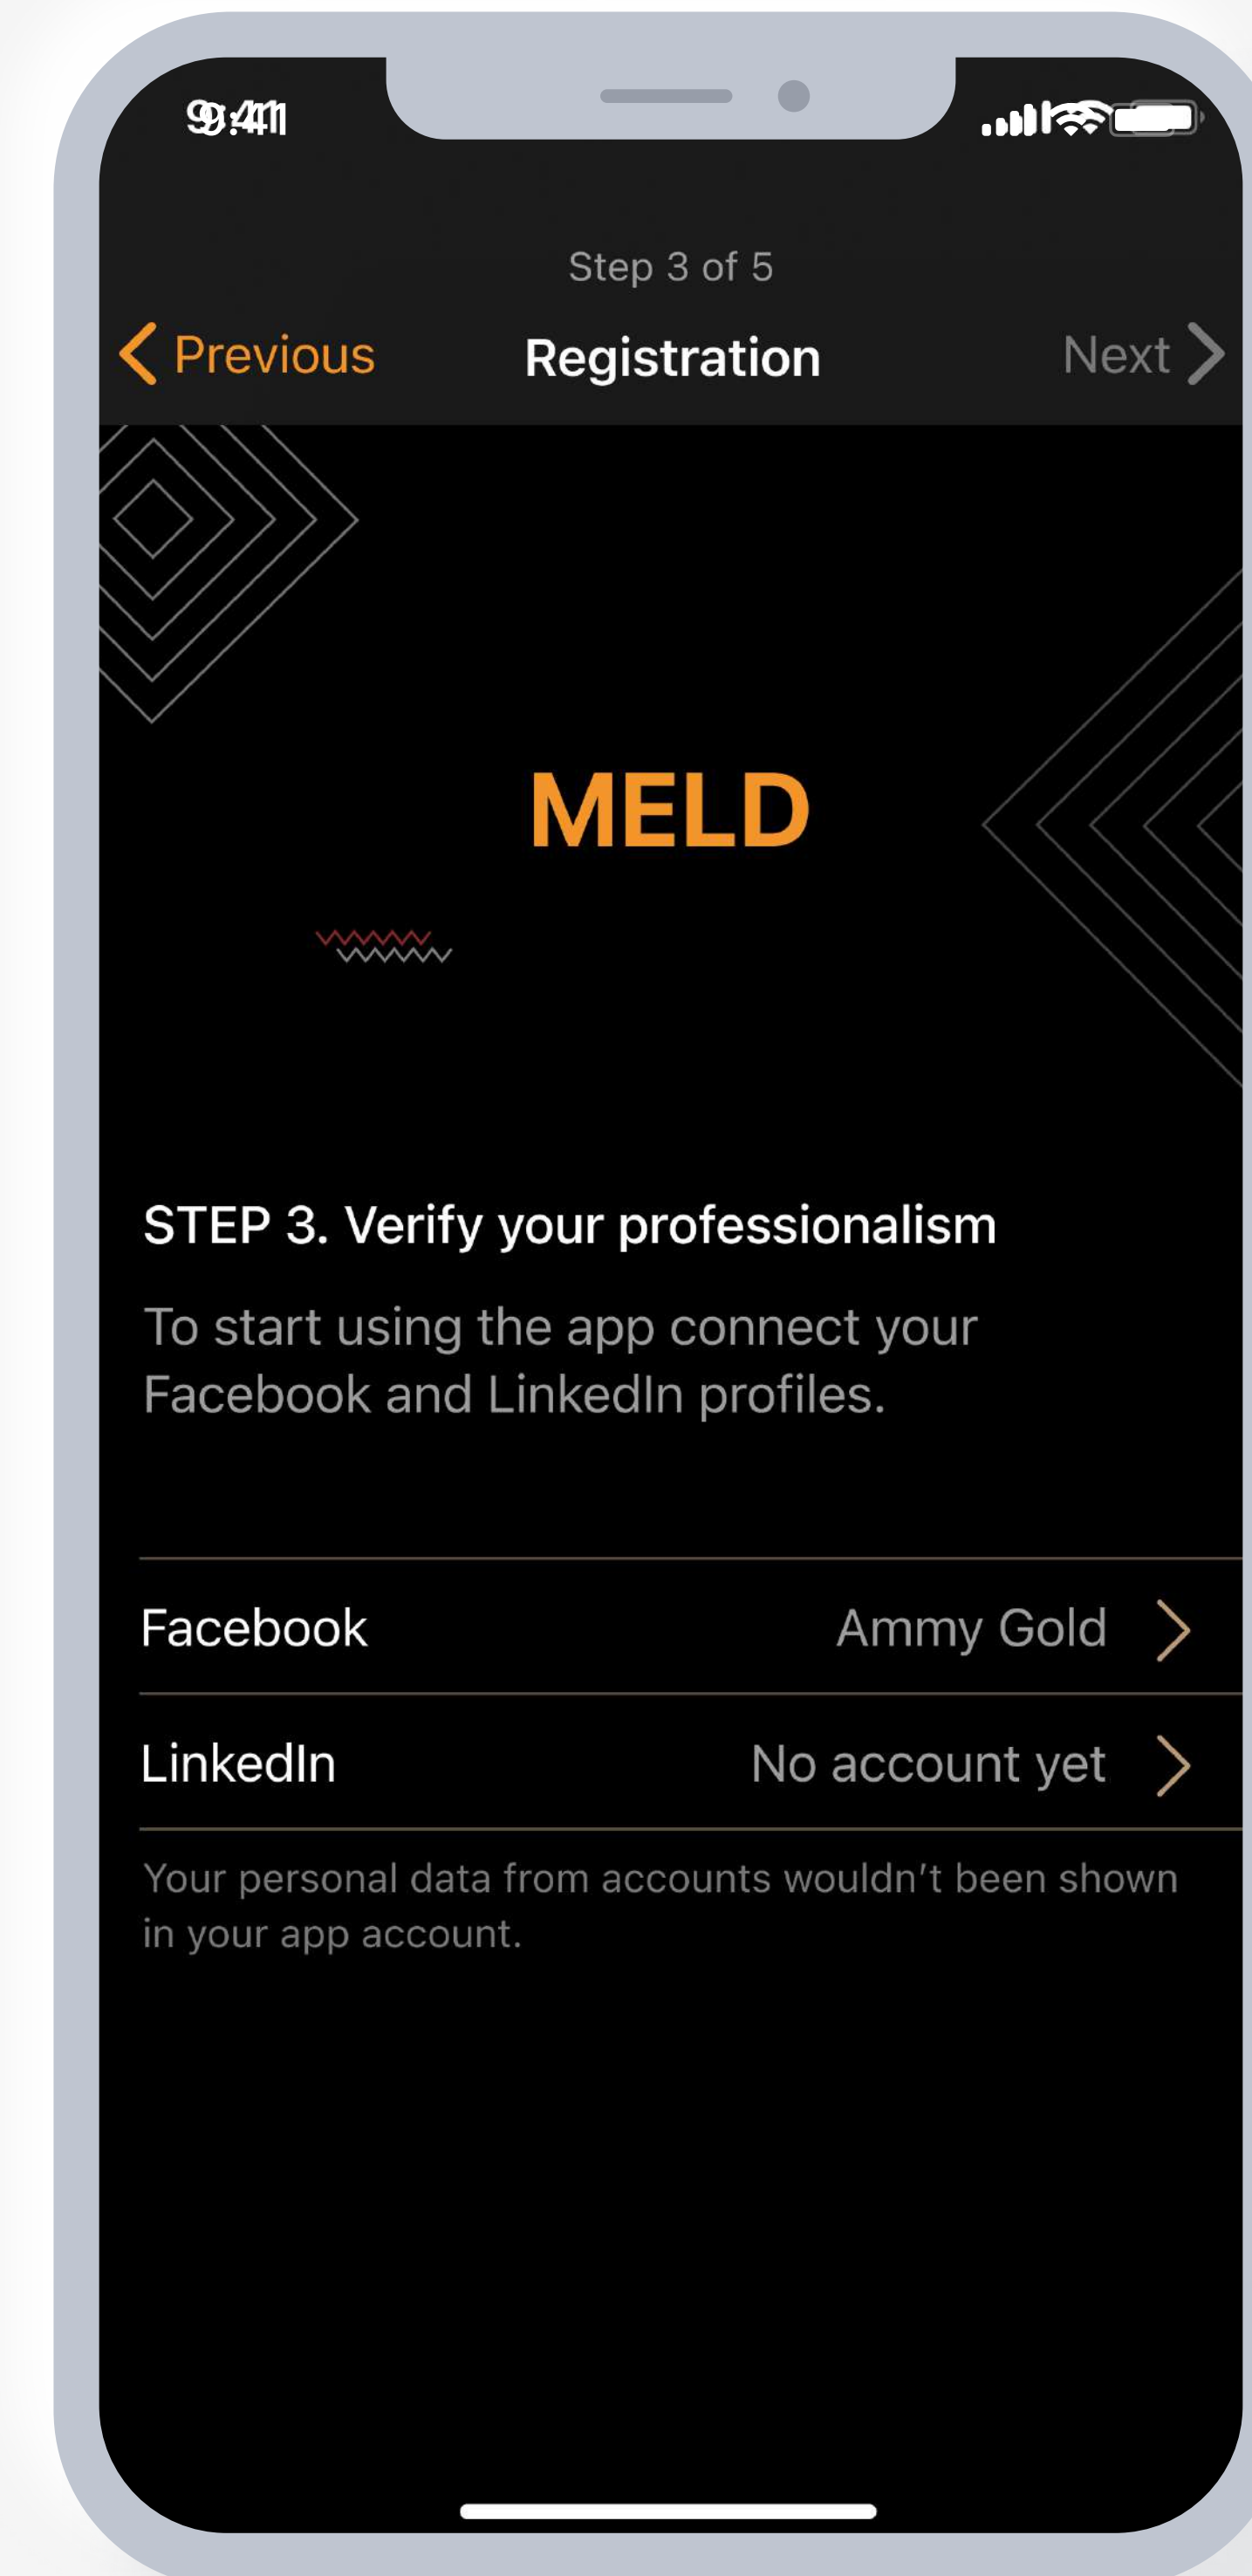 9:41
Step 3 of 5
Previous Registration Next
MELD
STEP 3. Verify your professionalism
To start using the app connect your
Facebook and LinkedIn profiles.
Facebook Ammy Gold
LinkedIn No account yet
Your personal data from accounts wouldn’t been shown
in your app account.